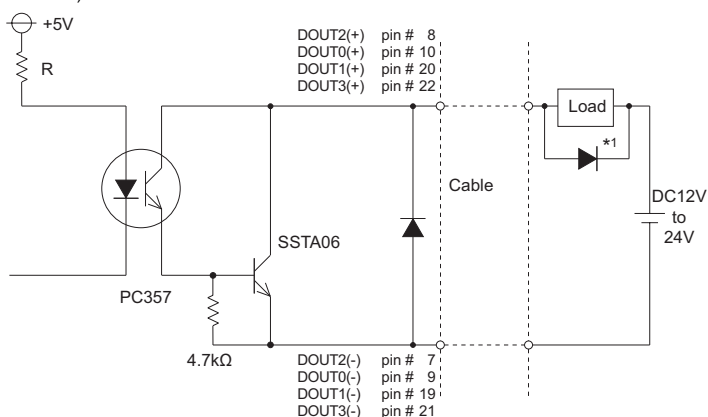 +5V
R
DOUT2(+) pin # 8
DOUT0(+) pin # 10
DOUT1(+) pin # 20
DOUT3(+) pin # 22
Load
*1
Cable
DC12V
to
24V
SSTA06
PC357
4.7kΩ
DOUT2(-) pin # 7
DOUT0(-) pin # 9
DOUT1(-) pin # 19
DOUT3(-) pin # 21